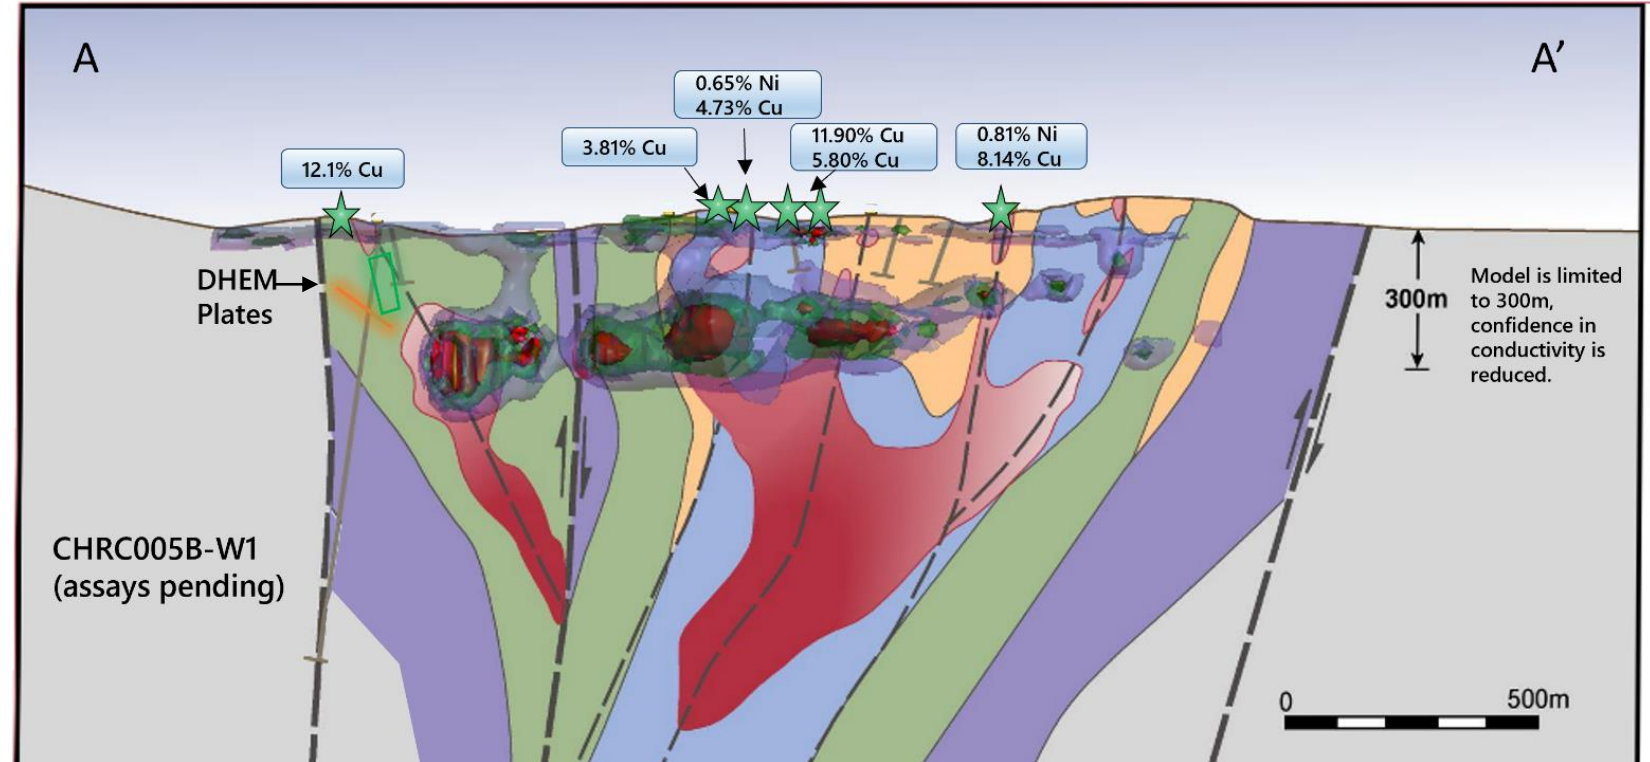 A
A’
0.65% Ni
4.73% Cu
3.81% Cu
11.90% Cu
5.80% Cu
0.81% Ni
8.14% Cu
12.1% Cu
DHEM
Plates
300m
Model is limited
to 300m,
confidence in
conductivity is
reduced.
CHRC005B-W1
(assays pending)
0
500m